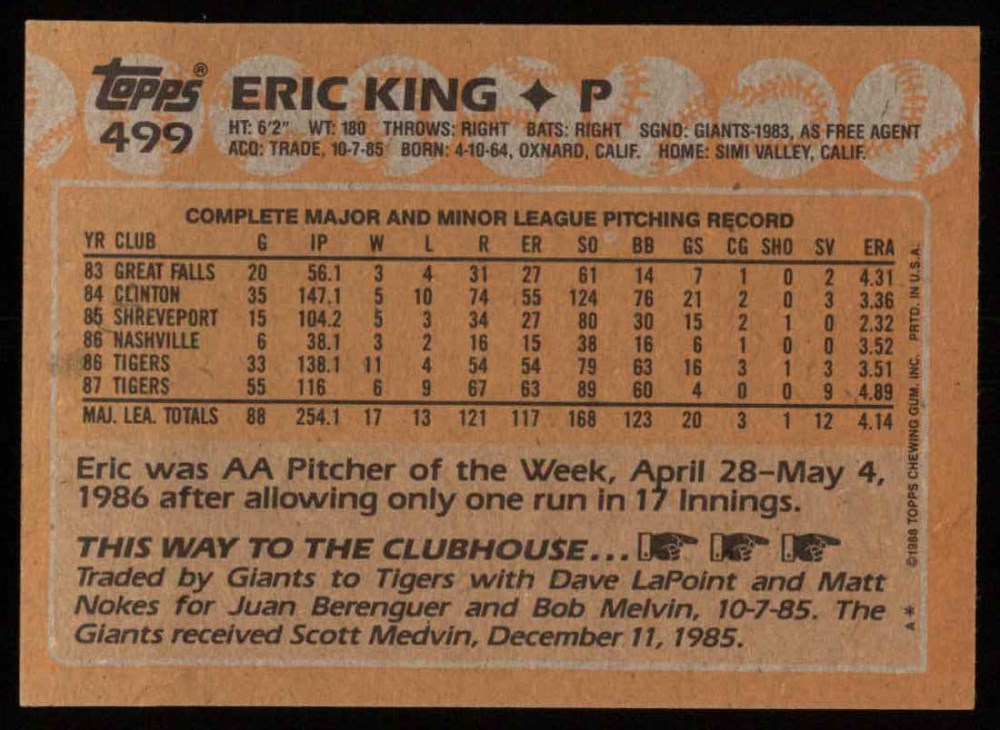 Topps® ERIC KING ✦ P
499
HT: 6'2" WT: 180 THROWS: RIGHT BATS: RIGHT SGND: GIANTS-1983, AS FREE AGENT
ACQ: TRADE, 10-7-85 BORN: 4-10-64, OXNARD, CALIF. HOME: SIMI VALLEY, CALIF.
COMPLETE MAJOR AND MINOR LEAGUE PITCHING RECORD
YR CLUB G IP W L R ER SO BB GS CG SHO SV ERA
83 GREAT FALLS 20 56.1 3 4 31 27 61 14 7 1 0 2 4.31
84 CLINTON 35 147.1 5 10 74 55 124 76 21 2 0 3 3.36
85 SHREVEPORT 15 104.2 5 3 34 27 80 30 15 2 1 0 2.32
86 NASHVILLE 6 38.1 3 2 16 15 38 16 6 1 0 0 3.52
86 TIGERS 33 138.1 11 4 54 54 79 63 16 3 1 3 3.51
87 TIGERS 55 116 6 9 67 63 89 60 4 0 0 9 4.89
MAJ. LEA. TOTALS 88 254.1 17 13 121 117 168 123 20 3 1 12 4.14
Eric was AA Pitcher of the Week, April 28–May 4,
1986 after allowing only one run in 17 Innings.
THIS WAY TO THE CLUBHOUSE...
Traded by Giants to Tigers with Dave LaPoint and Matt
Nokes for Juan Berenguer and Bob Melvin, 10-7-85. The
Giants received Scott Medvin, December 11, 1985.
A * ©1988 TOPPS CHEWING GUM, INC. PRTD. IN U.S.A.